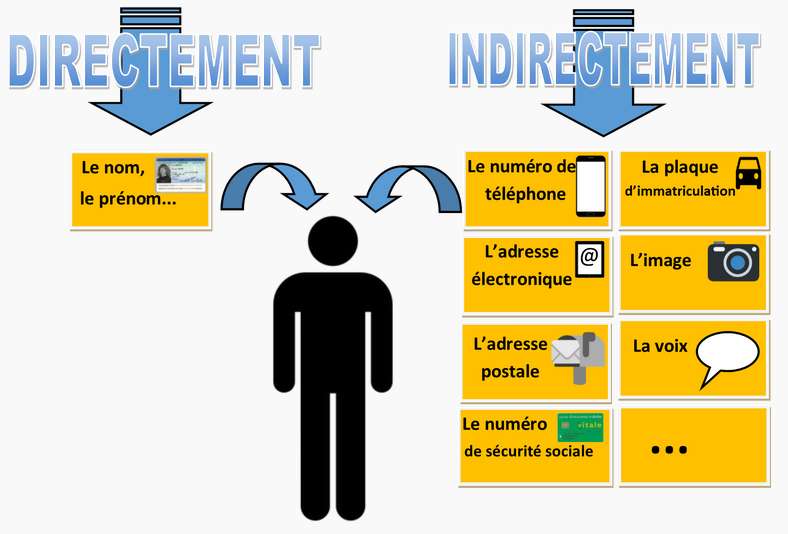 DIRECTEMENT
INDIRECTEMENT
Le nom,
le prénom...
Le numéro de
téléphone
La plaque
d'immatriculation
L'adresse
électronique
@
L'image
L'adresse
postale
La voix
Le numéro
de sécurité sociale
vitale
...